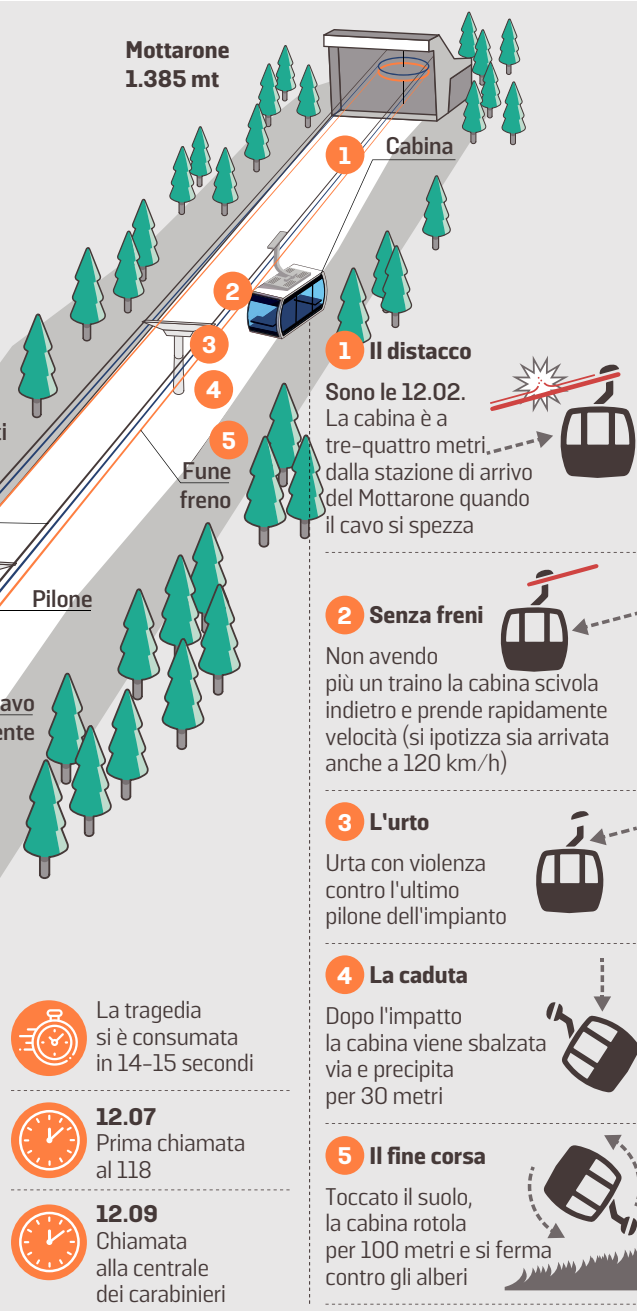 Mottarone
1.385 mt
Cabina
1
2
3
4
5
Fune
freno
Pilone
1 Il distacco
Sono le 12.02.
La cabina è a
tre-quattro metri
dalla stazione di arrivo
del Mottarone quando
il cavo si spezza
2 Senza freni
Non avendo
più un traino la cabina scivola
indietro e prende rapidamente
velocità (si ipotizza sia arrivata
anche a 120 km/h)
3 L'urto
Urta con violenza
contro l'ultimo
pilone dell'impianto
4 La caduta
Dopo l'impatto
la cabina viene sbalzata
via e precipita
per 30 metri
5 Il fine corsa
Toccato il suolo,
la cabina rotola
per 100 metri e si ferma
contro gli alberi
La tragedia
si è consumata
in 14-15 secondi
12.07
Prima chiamata
al 118
12.09
Chiamata
alla centrale
dei carabinieri